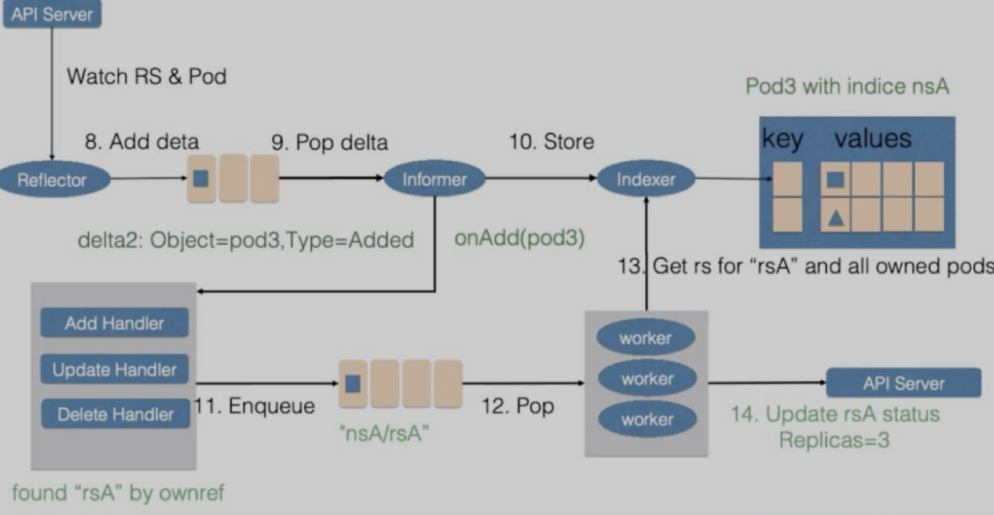 API Server
Watch RS & Pod
Pod3 with indice nsA
8. Add deta
9. Pop delta
10. Store
key
values
Reflector
Informer
Indexer
delta2: Object=pod3,Type=Added
onAdd(pod3)
13. Get rs for “rsA” and all owned pods
Add Handler
Update Handler
Delete Handler
11. Enqueue
"nsA/rsA”
12. Pop
worker
worker
worker
API Server
14. Update rsA status
Replicas=3
found “rsA” by ownref